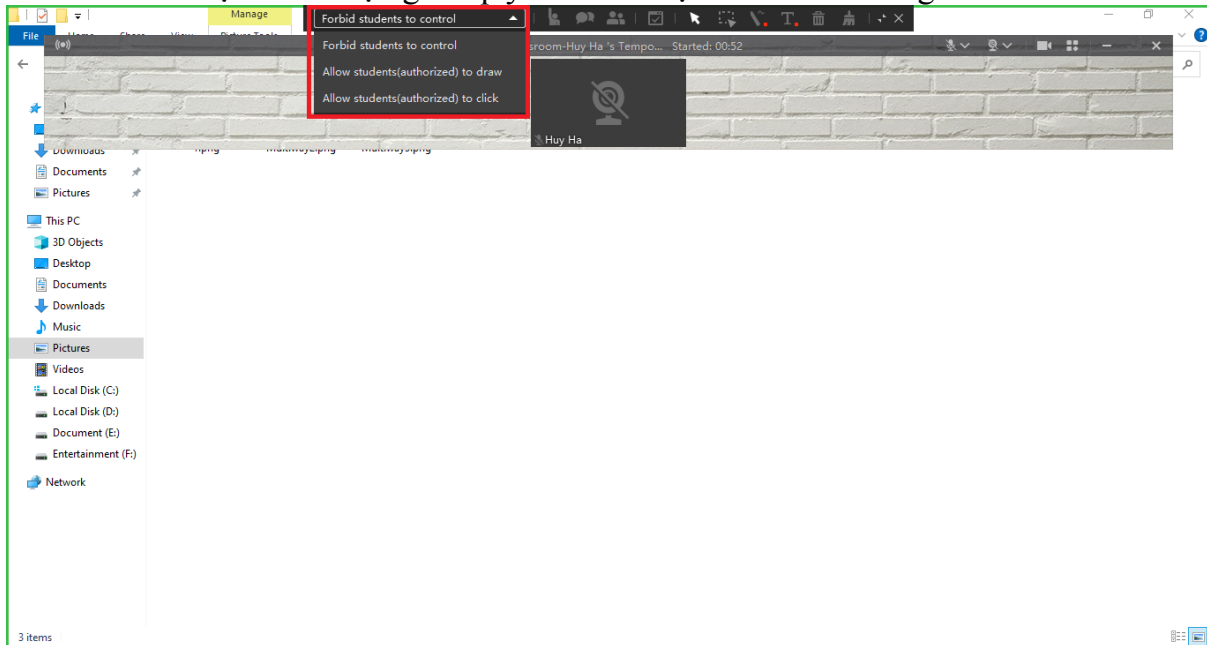 Manage
Forbid students to control
File Home Share View Picture Tools
Forbid students to control
sroom-Huy Ha 's Tempo... Started: 00:52
Allow students(authorized) to draw
Allow students(authorized) to click
Huy Ha
Downloads
Documents
Pictures
This PC
3D Objects
Desktop
Documents
Downloads
Music
Pictures
Videos
Local Disk (C:)
Local Disk (D:)
Document (E:)
Entertainment (F:)
Network
3 items